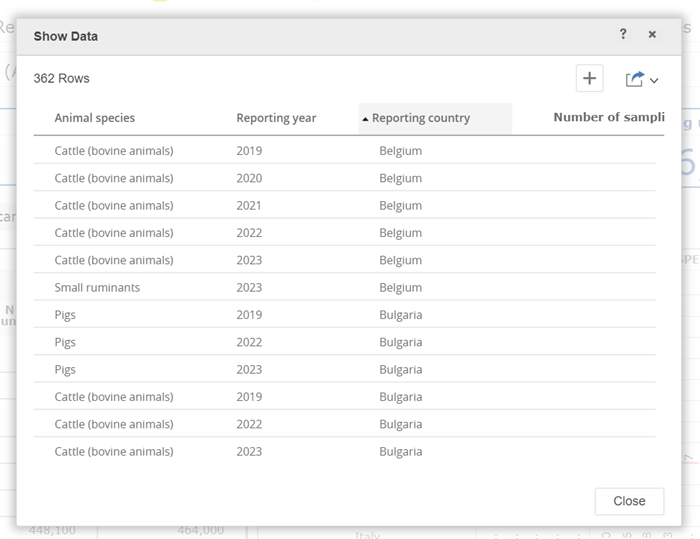 Show Data ? ×
362 Rows
Animal species Reporting year Reporting country Number of sampli
Cattle (bovine animals) 2019 Belgium
Cattle (bovine animals) 2020 Belgium
Cattle (bovine animals) 2021 Belgium
Cattle (bovine animals) 2022 Belgium
Cattle (bovine animals) 2023 Belgium
Small ruminants 2023 Belgium
Pigs 2019 Bulgaria
Pigs 2022 Bulgaria
Pigs 2023 Bulgaria
Cattle (bovine animals) 2019 Bulgaria
Cattle (bovine animals) 2022 Bulgaria
Cattle (bovine animals) 2023 Bulgaria
Close
448,100 464,000 Italy